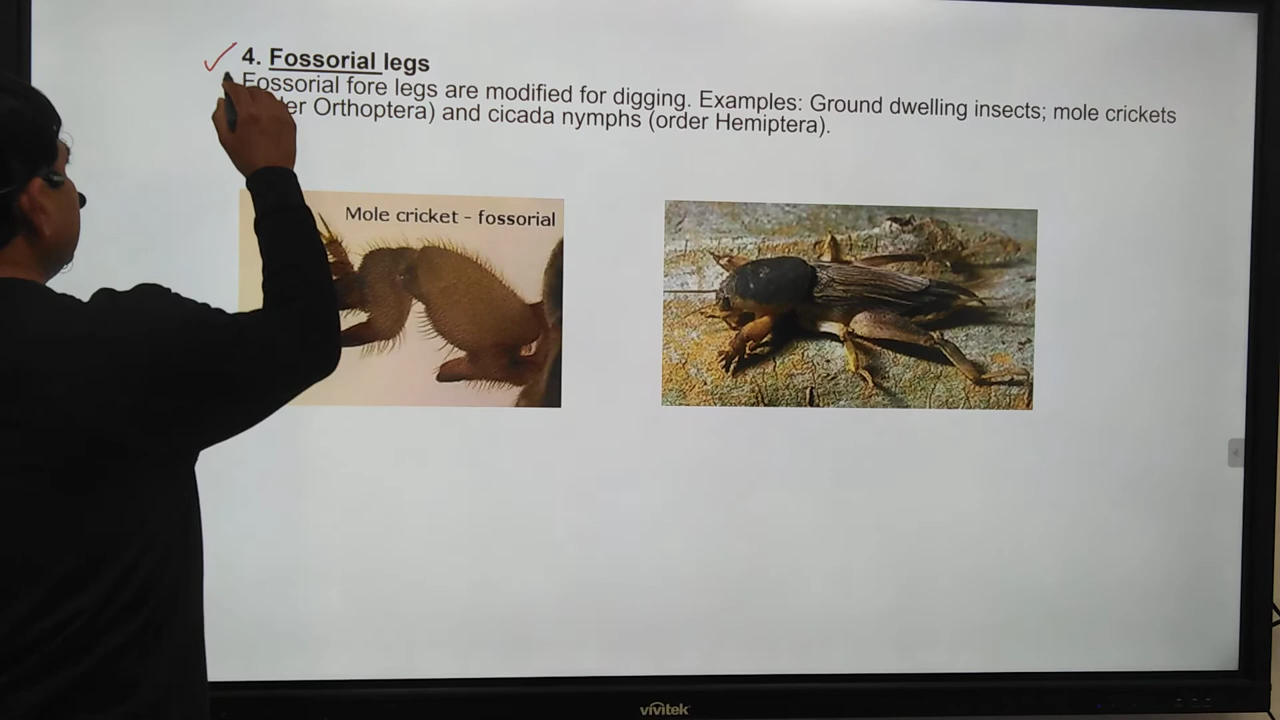 4. Fossorial legs
Fossorial fore legs are modified for digging. Examples: Ground dwelling insects; mole crickets
Orthoptera) and cicada nymphs (order Hemiptera).
Mole cricket - fossorial
vivitek